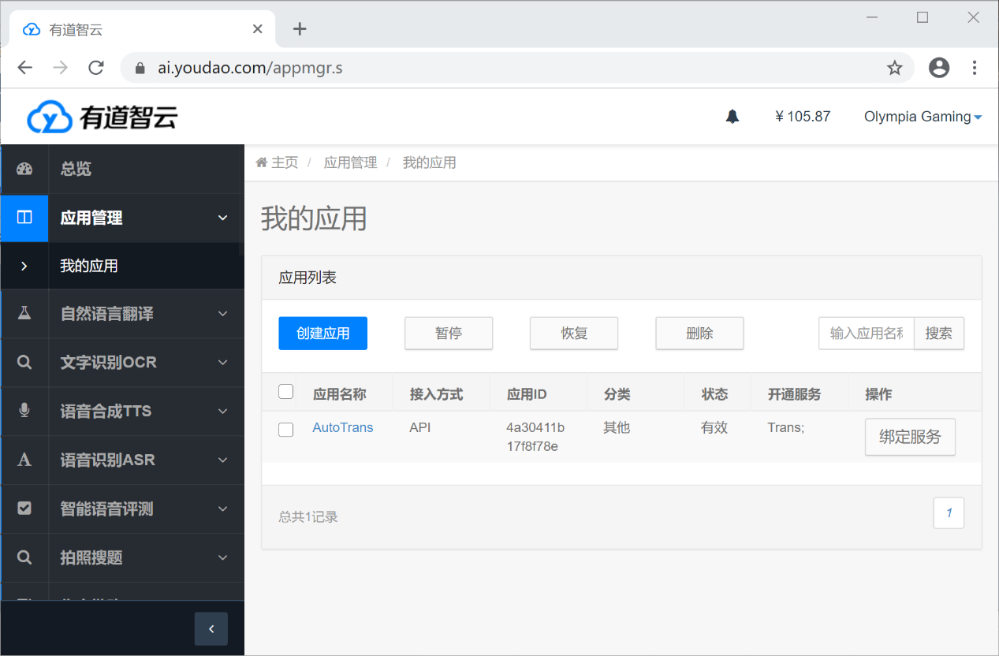 有道智云
ai.youdao.com/appmgr.s
有道智云
¥ 105.87
Olympia Gaming
总览
应用管理
我的应用
自然语言翻译
文字识别OCR
语音合成TTS
语音识别ASR
智能语音评测
拍照搜题
主页 / 应用管理 / 我的应用
我的应用
应用列表
创建应用 暂停 恢复 删除 输入应用名称 搜索
应用名称 接入方式 应用ID 分类 状态 开通服务 操作
AutoTrans API 4a30411b 其他 有效 Trans; 绑定服务
17f8f78e
总共1记录
1